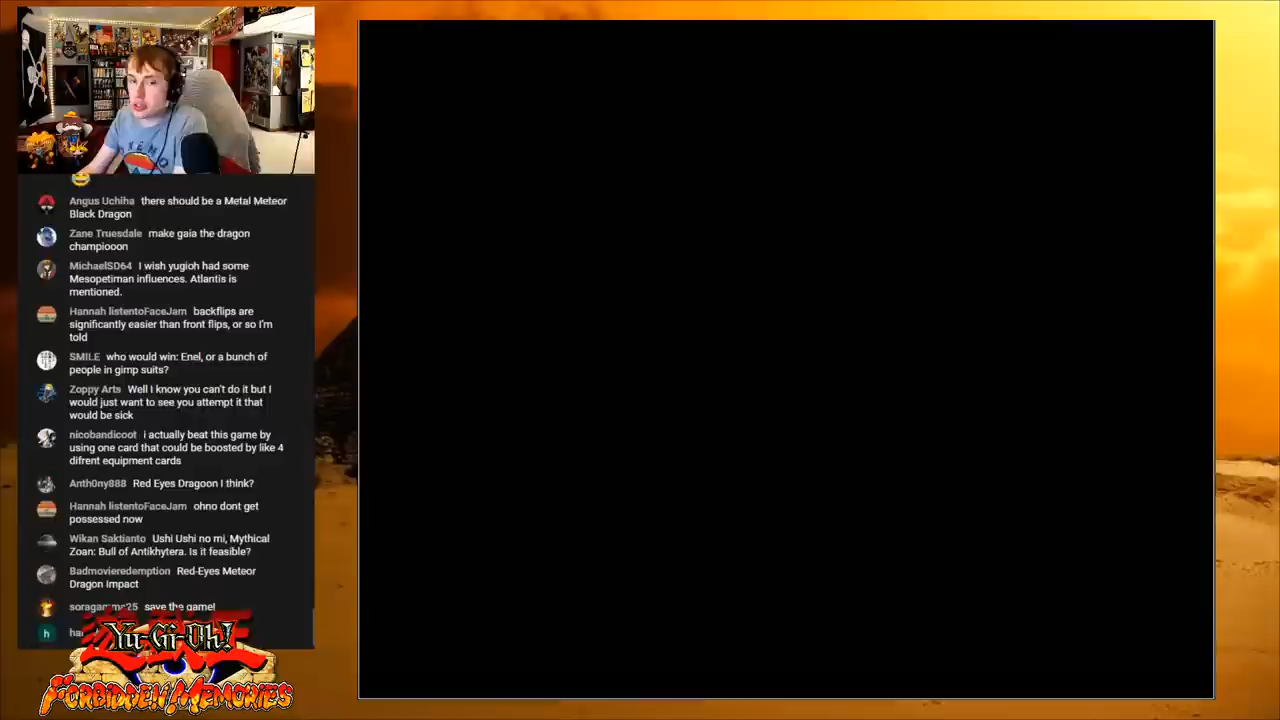 Angus Uchiha there should be a Metal Meteor
Black Dragon
Zane Truesdale make gaia the dragon
champiooon
MichaelSD64 I wish yugioh had some
Mesopetiman influences. Atlantis is
mentioned.
Hannah listentoFaceJam backflips are
significantly easier than front flips, or so I'm
told
SMILE who would win: Enel, or a bunch of
people in gimp suits?
Zoppy Arts Well I know you can't do it but I
would just want to see you attempt it that
would be sick
nicobandicoot i actually beat this game by
using one card that could be boosted by like 4
difrent equipment cards
Anth0ny888 Red Eyes Dragoon I think?
Hannah listentoFaceJam ohno dont get
possessed now
Wikan Saktianto Ushi Ushi no mi, Mythical
Zoan: Bull of Antikhytera. Is it feasible?
Badmovieredemption Red-Eyes Meteor
Dragon Impact
save the game!
h
Yu-Gi-Oh!
FORBIDDEN MEMORIES